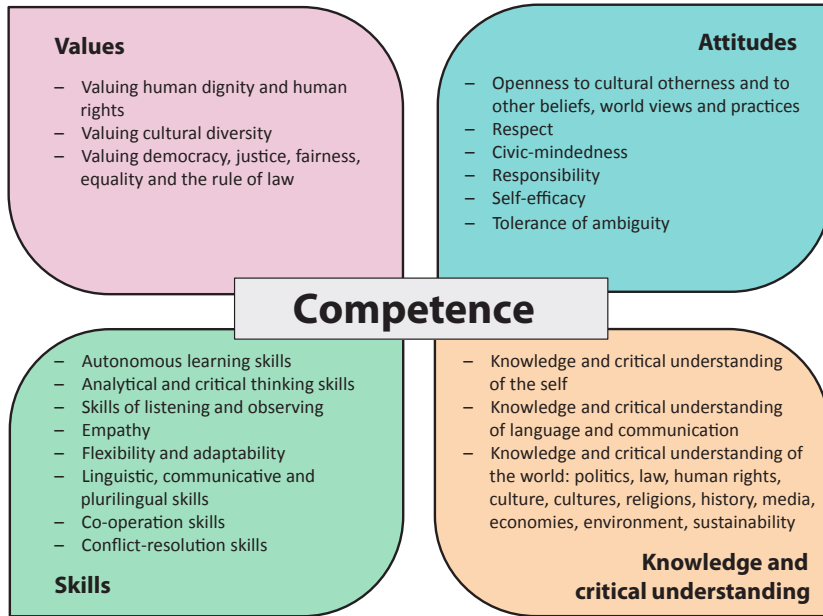 Values
– Valuing human dignity and human
rights
– Valuing cultural diversity
– Valuing democracy, justice, fairness,
equality and the rule of law
Attitudes
– Openness to cultural otherness and to
other beliefs, world views and practices
– Respect
– Civic-mindedness
– Responsibility
– Self-efficacy
– Tolerance of ambiguity
Competence
– Autonomous learning skills
– Analytical and critical thinking skills
– Skills of listening and observing
– Empathy
– Flexibility and adaptability
– Linguistic, communicative and
plurilingual skills
– Co-operation skills
– Conflict-resolution skills
Skills
– Knowledge and critical understanding
of the self
– Knowledge and critical understanding
of language and communication
– Knowledge and critical understanding of
the world: politics, law, human rights,
culture, cultures, religions, history, media,
economies, environment, sustainability
Knowledge and
critical understanding